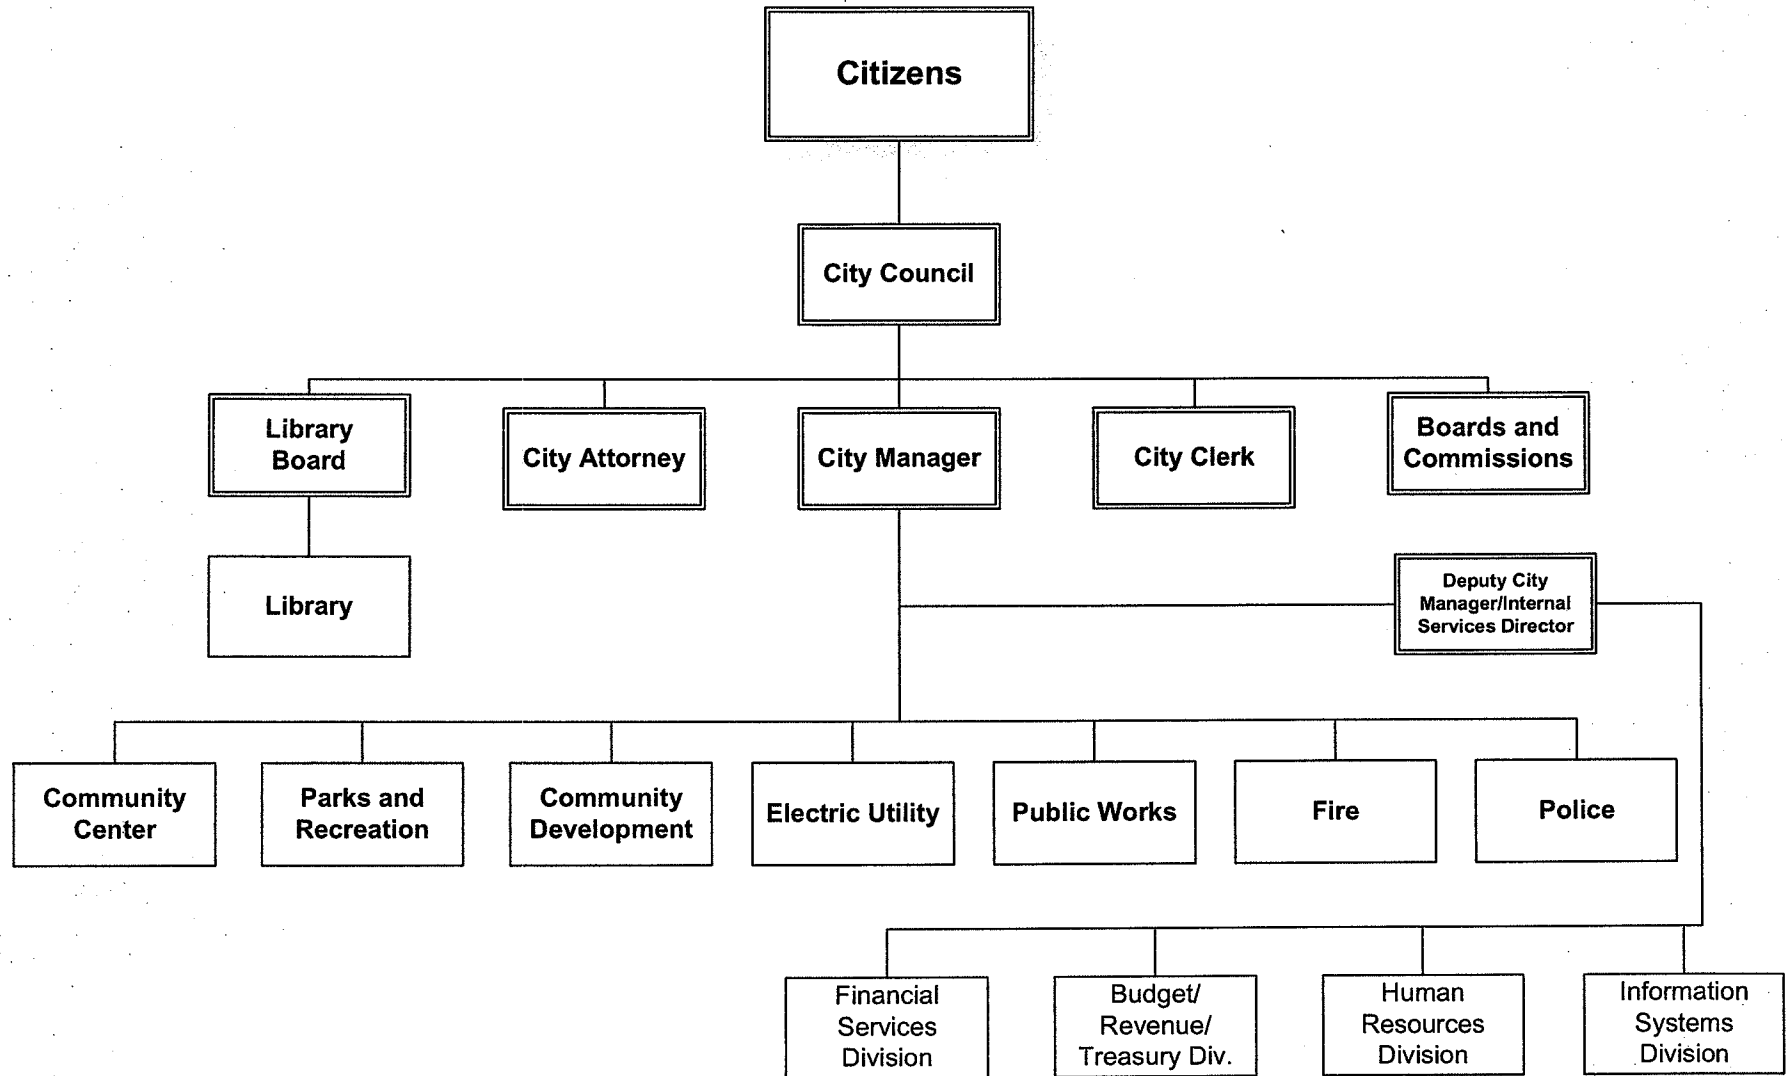 Citizens
City Council
Library
Board
City Attorney
City Manager
City Clerk
Boards and
Commissions
Library
Deputy City
Manager/Internal
Services Director
Community
Center
Parks and
Recreation
Community
Development
Electric Utility
Public Works
Fire
Police
Financial
Services
Division
Budget/
Revenue/
Treasury Div.
Human
Resources
Division
Information
Systems
Division